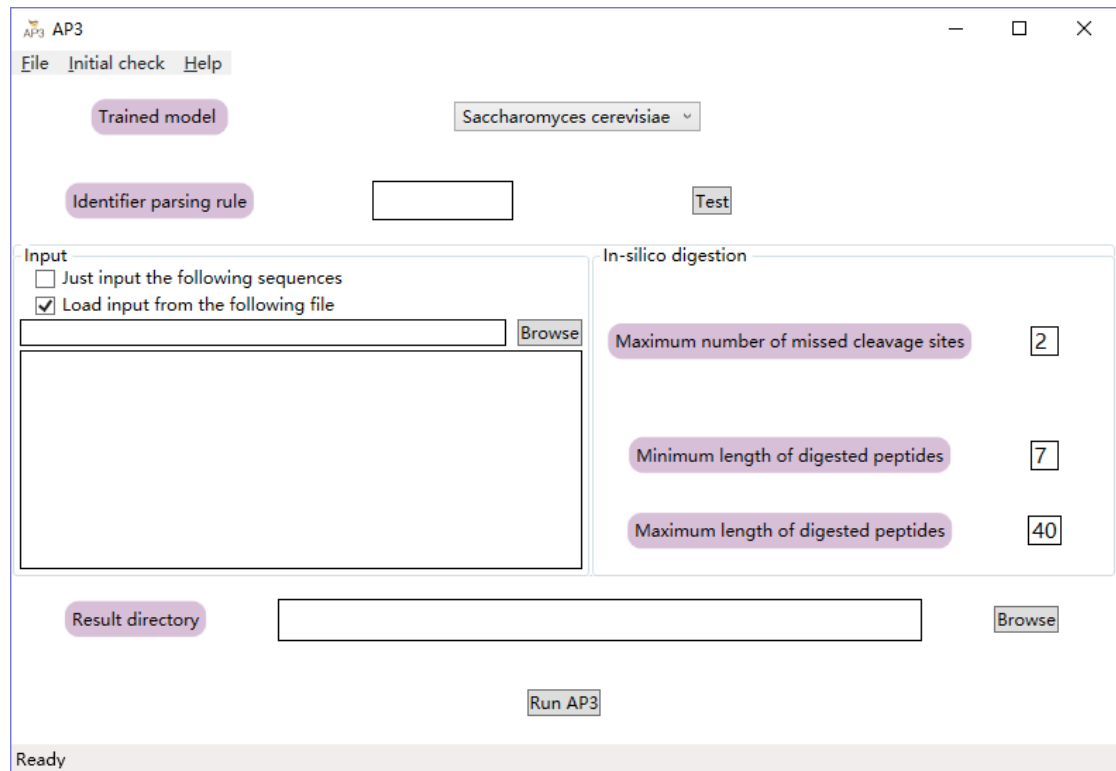 AP3 AP3
File Initial check Help
Trained model Saccharomyces cerevisiae
Identifier parsing rule Test
Input In-silico digestion
Just input the following sequences
Load input from the following file
Browse
Maximum number of missed cleavage sites 2
Minimum length of digested peptides 7
Maximum length of digested peptides 40
Result directory Browse
Run AP3
Ready